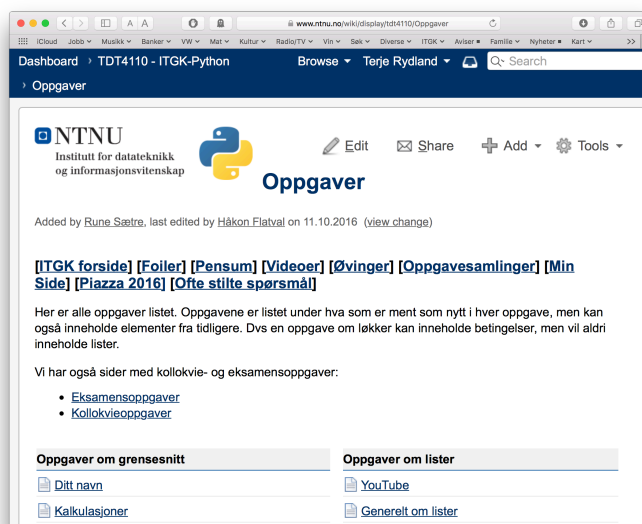 www.ntnu.no/wiki/display/tdt4110/Oppgaver
A A
iCloud Jobb Musikk Banker VW Mat Kultur Radio/TV Vin Søk Diverse ITGK Aviser Familie Nyheter Kart >>
Dashboard › TDT4110 - ITGK-Python Browse Terje Rydland Search
› Oppgaver
NTNU
Institutt for datateknikk
og informasjonsvitenskap
Edit Share Add Tools
Oppgaver
Added by Rune Sætre, last edited by Håkon Flatval on 11.10.2016 (view change)
[ITGK forside] [Foiler] [Pensum] [Videoer] [Øvinger] [Oppgavesamlinger] [Min
Side] [Piazza 2016] [Ofte stilte spørsmål]
Her er alle oppgaver listet. Oppgavene er listet under hva som er ment som nytt i hver oppgave, men kan
også inneholde elementer fra tidligere. Dvs en oppgave om løkker kan inneholde betingelser, men vil aldri
inneholde lister.
Vi har også sider med kollokvie- og eksamensoppgaver:
• Eksamensoppgaver
• Kollokvieoppgaver
Oppgaver om grensesnitt Oppgaver om lister
Ditt navn YouTube
Kalkulasjoner Generelt om lister